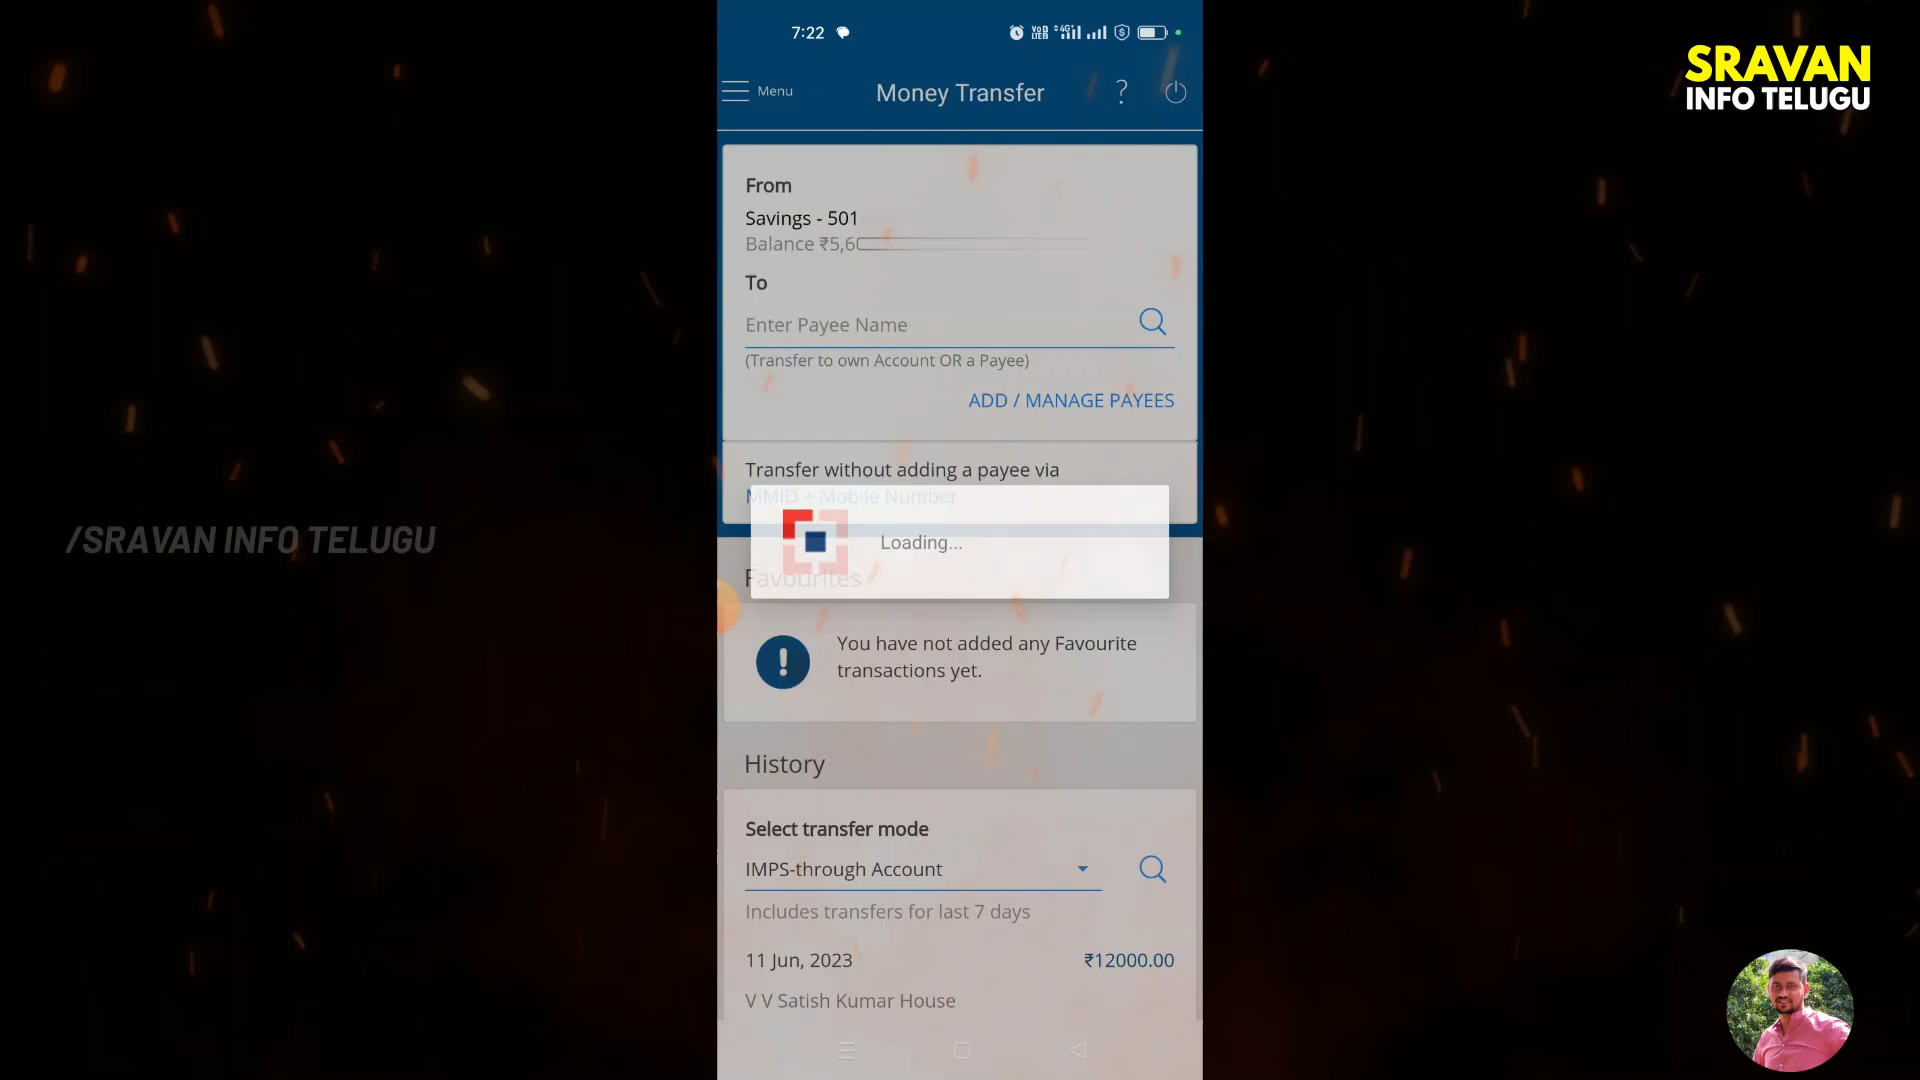 SRAVAN
INFO TELUGU
7:22
4G+
Menu
Money Transfer
?
From
Savings - 501
Balance ₹5,6
To
Enter Payee Name
(Transfer to own Account OR a Payee)
ADD / MANAGE PAYEES
Transfer without adding a payee via
MMID + Mobile Number
/SRAVAN INFO TELUGU
Loading...
Favourites
You have not added any Favourite
transactions yet.
History
Select transfer mode
IMPS-through Account
Includes transfers for last 7 days
11 Jun, 2023
₹12000.00
V V Satish Kumar House